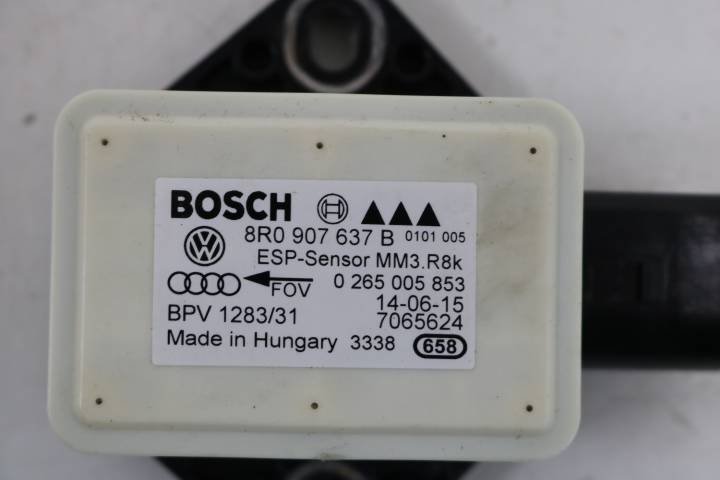 BOSCH
8R0 907 637 B 0101 005
ESP-Sensor MM3.R8k
FOV 0 265 005 853
14-06-15
BPV 1283/31 7065624
Made in Hungary 3338 658